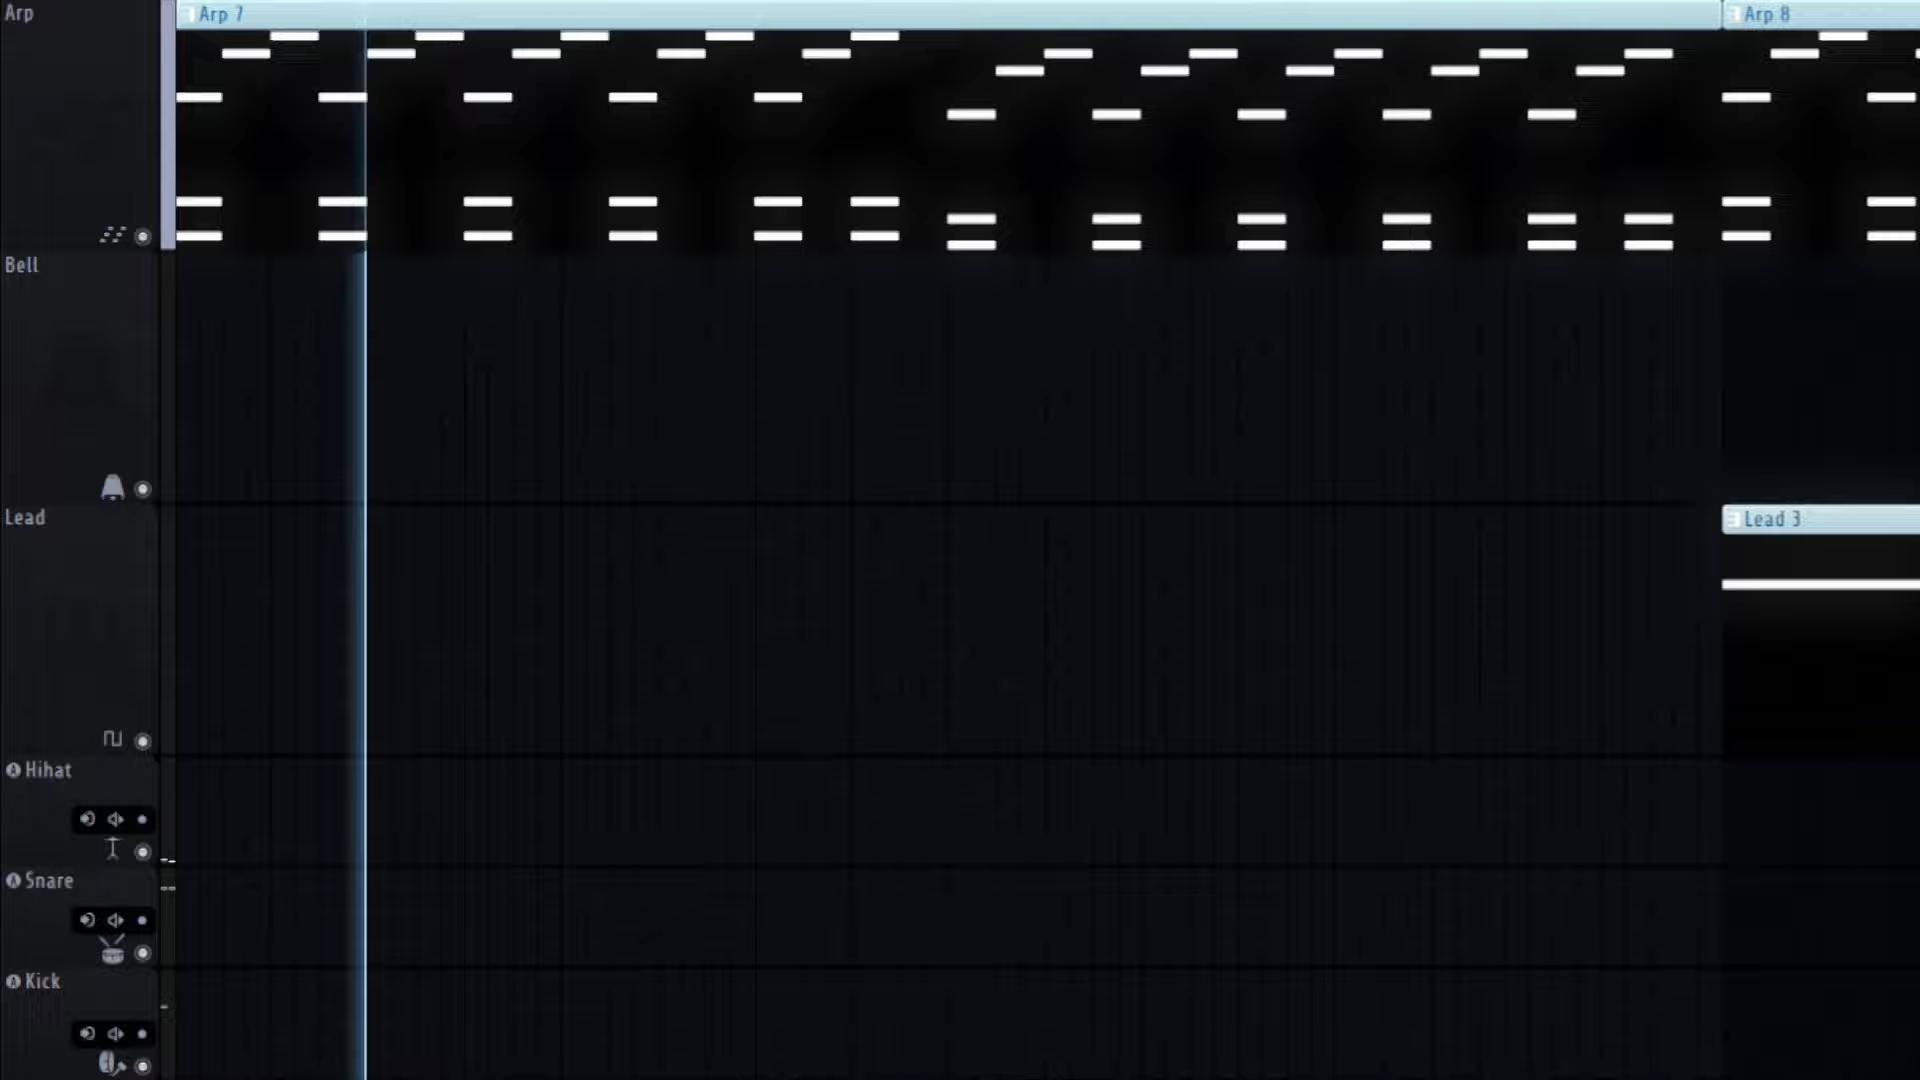 Arp
Arp 7
Arp 8
Bell
Lead
Lead 3
Hihat
Snare
Kick